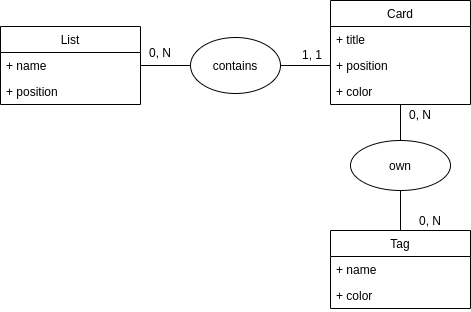 List
+ name
+ position
0, N
contains
1, 1
Card
+ title
+ position
+ color
0, N
own
0, N
Tag
+ name
+ color